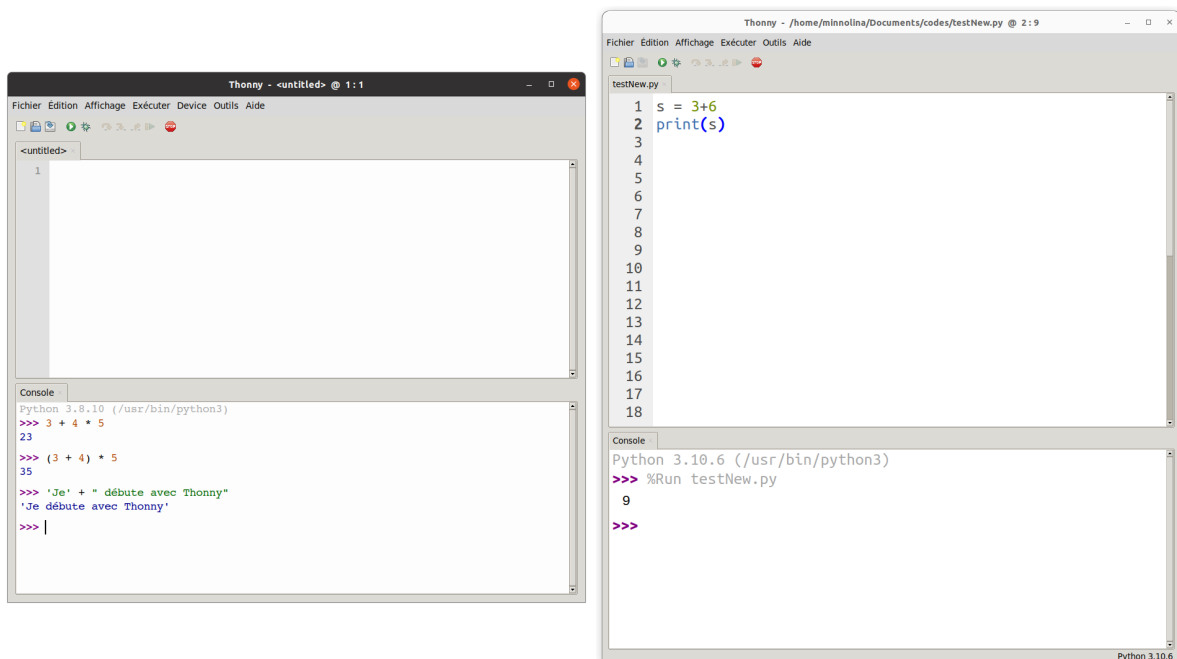 Thonny - <untitled> @ 1:1
Fichier Édition Affichage Exécuter Device Outils Aide
STOP
<untitled>
1
Console
Python 3.8.10 (/usr/bin/python3)
>>> 3 + 4 * 5
23
>>> (3 + 4) * 5
35
>>> 'Je' + " débute avec Thonny"
'Je débute avec Thonny'
>>>
Thonny - /home/minnolina/Documents/codes/testNew.py @ 2:9
Fichier Édition Affichage Exécuter Outils Aide
STOP
testNew.py
1 s = 3+6
2 print(s)
3
4
5
6
7
8
9
10
11
12
13
14
15
16
17
18
Console
Python 3.10.6 (/usr/bin/python3)
>>> %Run testNew.py
9
>>>
Python 3.10.6